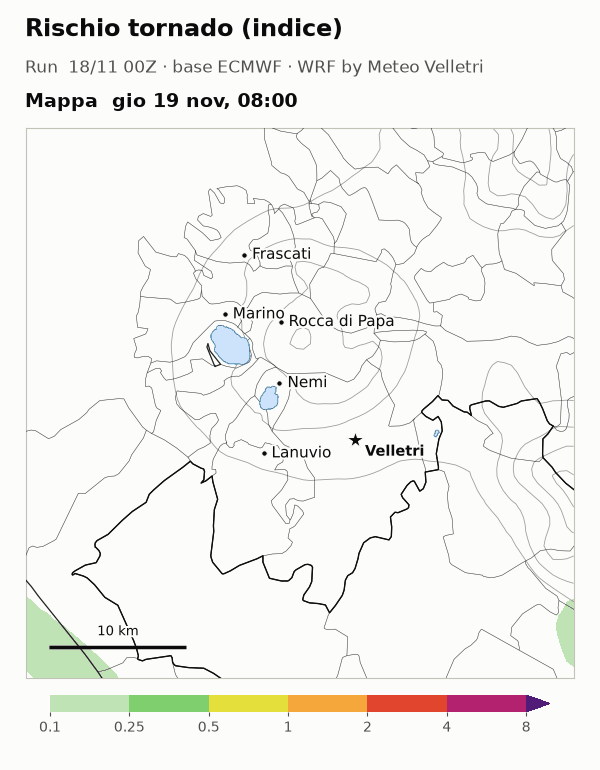 Rischio tornado (indice)
Run  18/11 00Z · base ECMWF · WRF by Meteo Velletri
Mappa  gio 19 nov, 08:00
Frascati
Marino
Rocca di Papa
Nemi
Velletri
Lanuvio
10 km
0.1 0.25 0.5 1 2 4 8